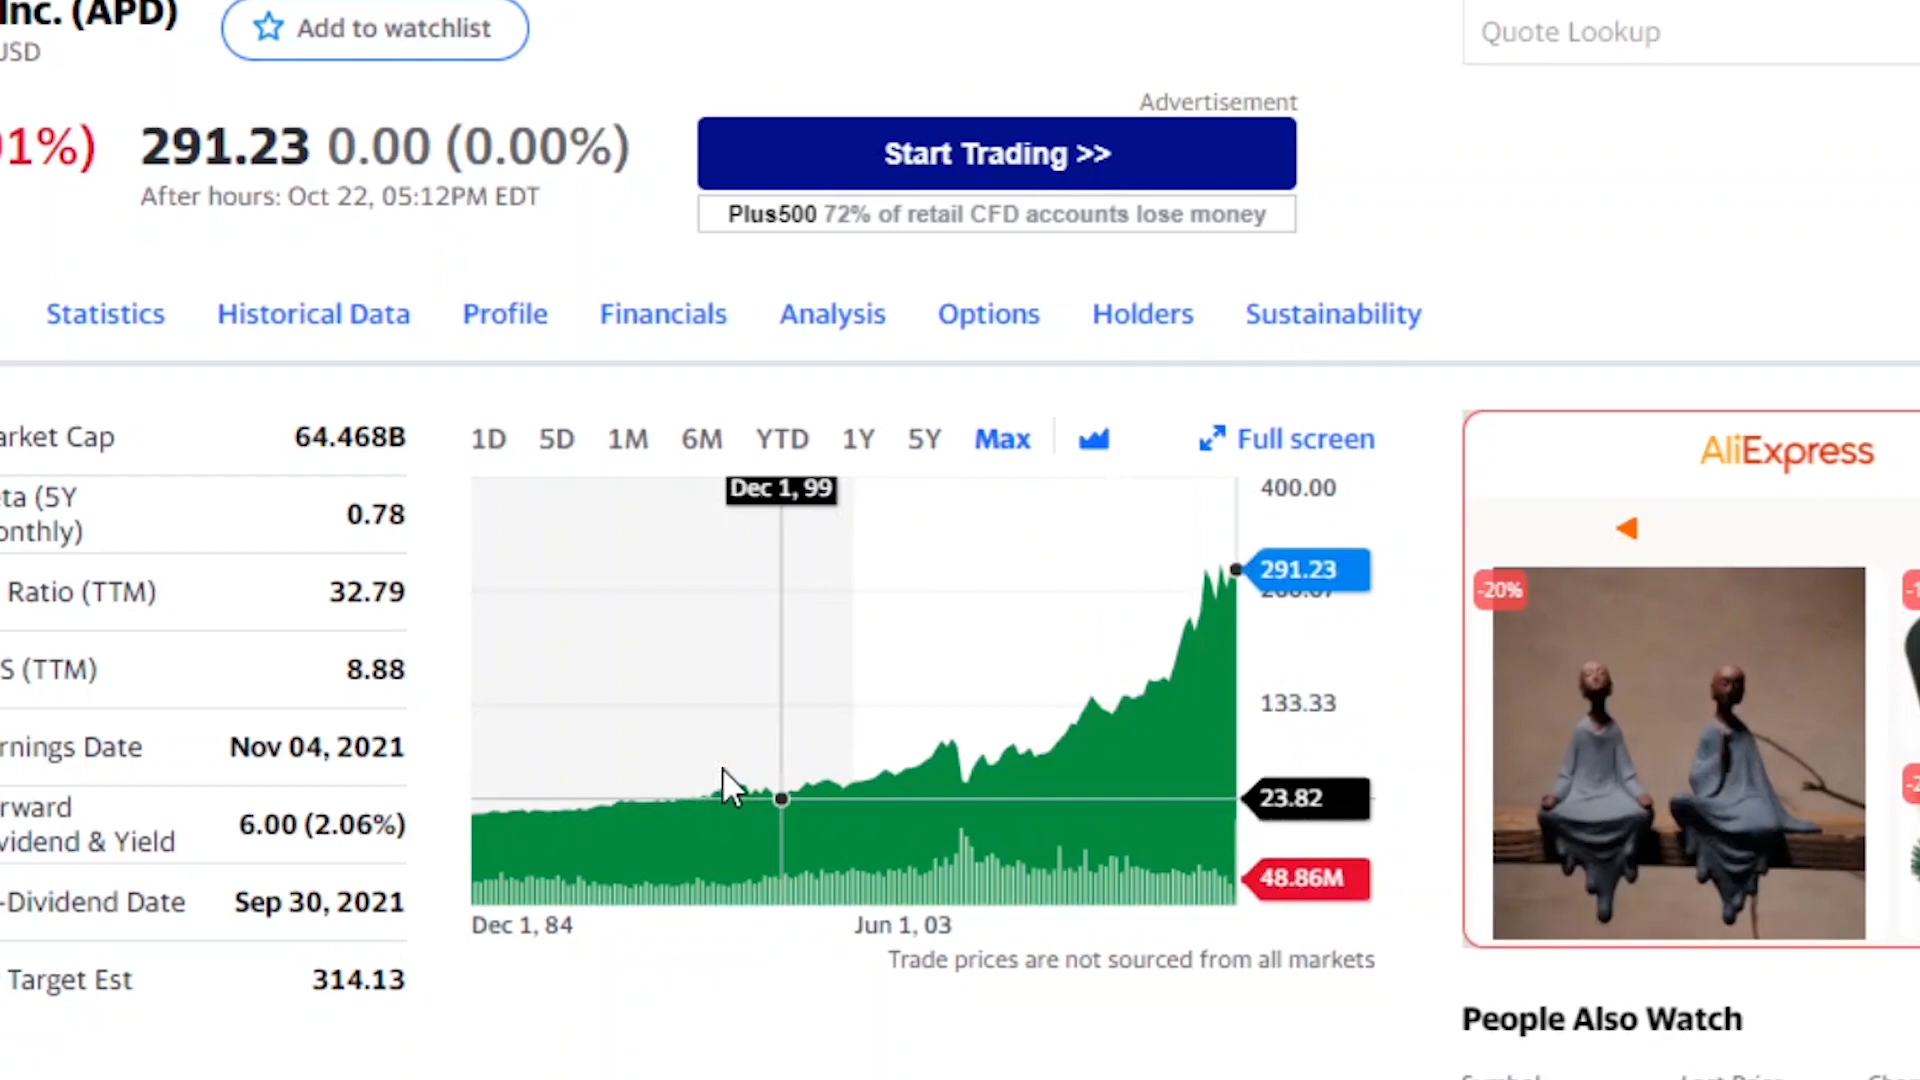 Inc. (APD)
USD
Add to watchlist
Quote Lookup
Advertisement
1%)
291.23 0.00 (0.00%)
After hours: Oct 22, 05:12PM EDT
Start Trading >>
Plus500 72% of retail CFD accounts lose money
Statistics Historical Data Profile Financials Analysis Options Holders Sustainability
arket Cap 64.468B
ta (5Y
onthly) 0.78
Ratio (TTM) 32.79
S (TTM) 8.88
rnings Date Nov 04, 2021
rward
vidend & Yield 6.00 (2.06%)
-Dividend Date Sep 30, 2021
Target Est 314.13
1D 5D 1M 6M YTD 1Y 5Y Max Full screen
Dec 1, 99
400.00
291.23
133.33
23.82
48.86M
Dec 1, 84 Jun 1, 03
Trade prices are not sourced from all markets
AliExpress
-20%
People Also Watch